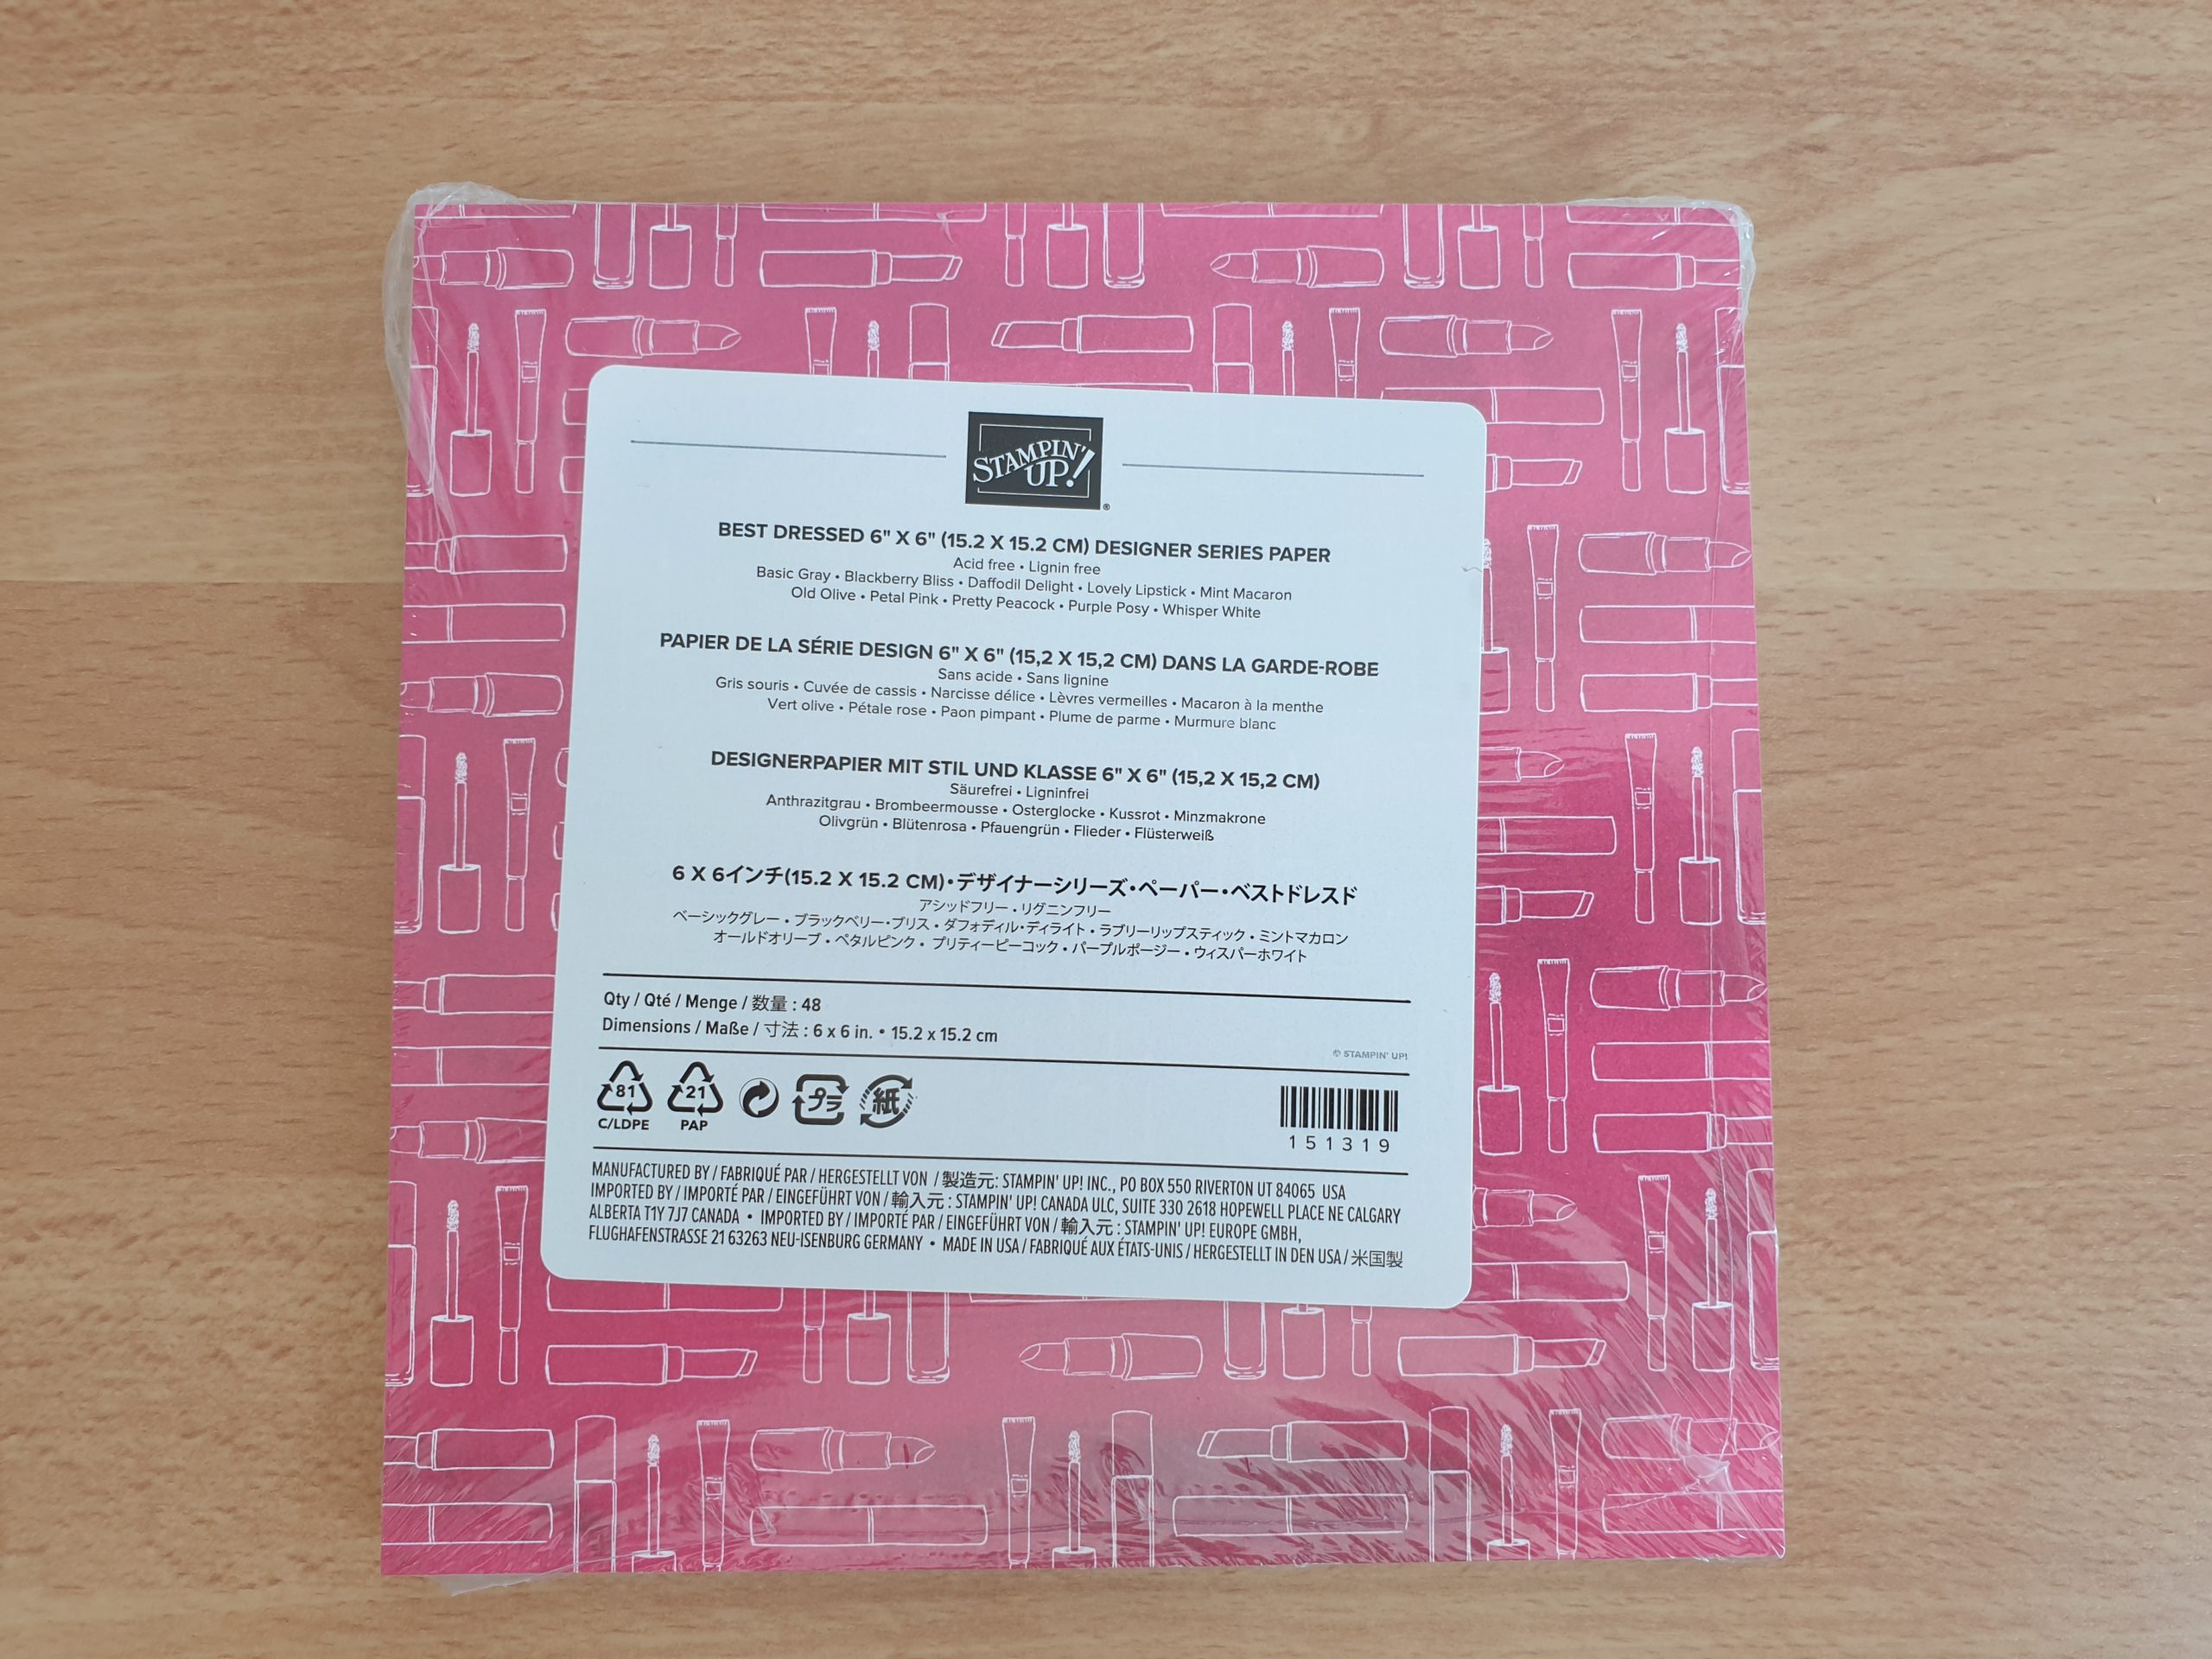 STAMPIN' UP!®
BEST DRESSED 6" X 6" (15.2 X 15.2 CM) DESIGNER SERIES PAPER
Acid free • Lignin free
Basic Gray • Blackberry Bliss • Daffodil Delight • Lovely Lipstick • Mint Macaron
Old Olive • Petal Pink • Pretty Peacock • Purple Posy • Whisper White
PAPIER DE LA SÉRIE DESIGN 6" X 6" (15,2 X 15,2 CM) DANS LA GARDE-ROBE
Sans acide • Sans lignine
Gris souris • Cuvée de cassis • Narcisse délice • Lèvres vermeilles • Macaron à la menthe
Vert olive • Pétale rose • Paon pimpant • Plume de parme • Murmure blanc
DESIGNERPAPIER MIT STIL UND KLASSE 6" X 6" (15,2 X 15,2 CM)
Säurefrei • Ligninfrei
Anthrazitgrau • Brombeermousse • Osterglocke • Kussrot • Minzmakrone
Olivgrün • Blütenrosa • Pfauengrün • Flieder • Flüsterweiß
6 X 6インチ(15.2 X 15.2 CM)・デザイナーシリーズ・ペーパー・ベストドレスド
アシッドフリー • リグニンフリー
ベーシックグレー • ブラックベリー・ブリス • ダフォディル・ディライト • ラブリーリップスティック • ミントマカロン
オールドオリーブ • ペタルピンク • プリティーピーコック • パープルポージー • ウィスパーホワイト
Qty / Qté / Menge / 数量 : 48
Dimensions / Maße / 寸法 : 6 x 6 in. • 15.2 x 15.2 cm
© STAMPIN' UP!
81 21 プラ 紙
C/LDPE PAP
151319
MANUFACTURED BY / FABRIQUÉ PAR / HERGESTELLT VON / 製造元: STAMPIN' UP! INC., PO BOX 550 RIVERTON UT 84065 USA
IMPORTED BY / IMPORTÉ PAR / EINGEFÜHRT VON / 輸入元 : STAMPIN' UP! CANADA ULC, SUITE 330 2618 HOPEWELL PLACE NE CALGARY
ALBERTA T1Y 7J7 CANADA • IMPORTED BY / IMPORTÉ PAR / EINGEFÜHRT VON / 輸入元 : STAMPIN' UP! EUROPE GMBH,
FLUGHAFENSTRASSE 21 63263 NEU-ISENBURG GERMANY • MADE IN USA / FABRIQUÉ AUX ÉTATS-UNIS / HERGESTELLT IN DEN USA / 米国製